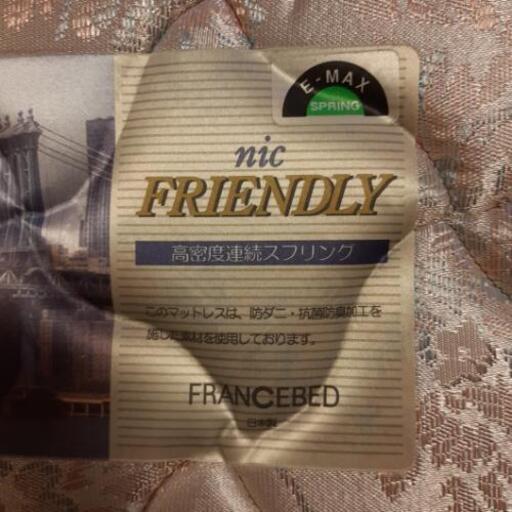 E-MAX
SPRING
nic
FRIENDLY
高密度連続スプリング
このマットレスは、防ダニ・抗菌防臭加工を
施した素材を使用しております。
FRANCEBED
日本製